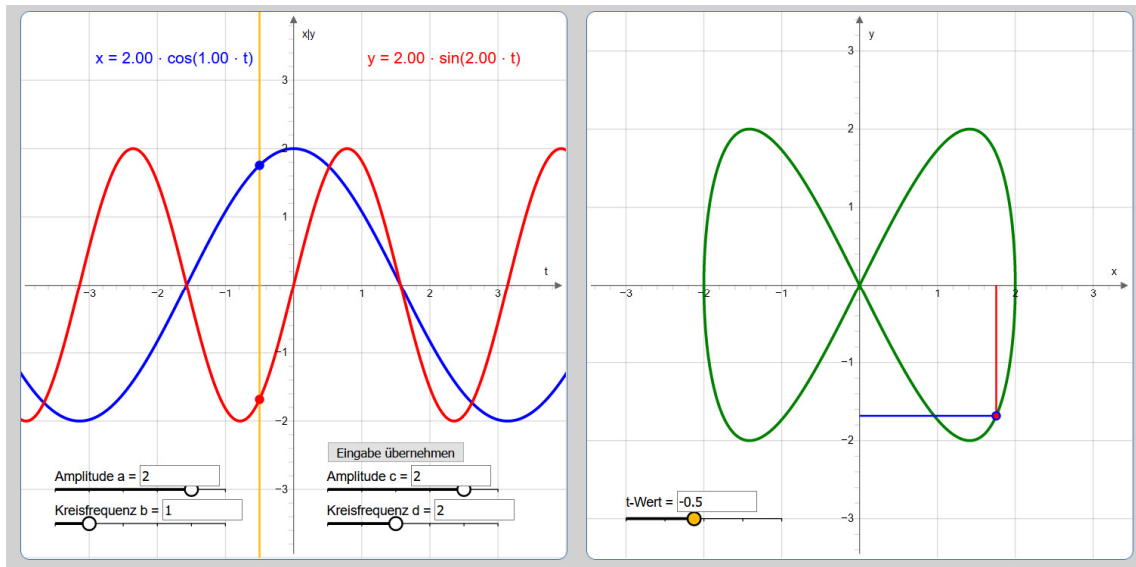 x|y
x = 2.00 · cos(1.00 · t) y = 2.00 · sin(2.00 · t)
3
2
1
t
−3 −2 −1 1 2 3
−1
−2
Eingabe übernehmen
Amplitude a = 2 Amplitude c = 2
−3
Kreisfrequenz b = 1 Kreisfrequenz d = 2
y
3
2
1
x
−3 −2 −1 1 2 3
−1
−2
t-Wert = -0.5
−3